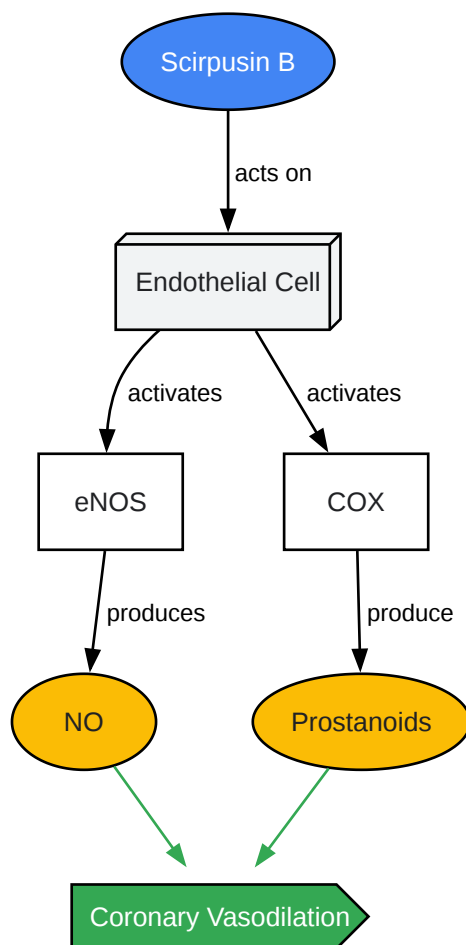 Scirpusin B
acts on
Endothelial Cell
activates
activates
eNOS
COX
produces
produce
NO
Prostanoids
Coronary Vasodilation